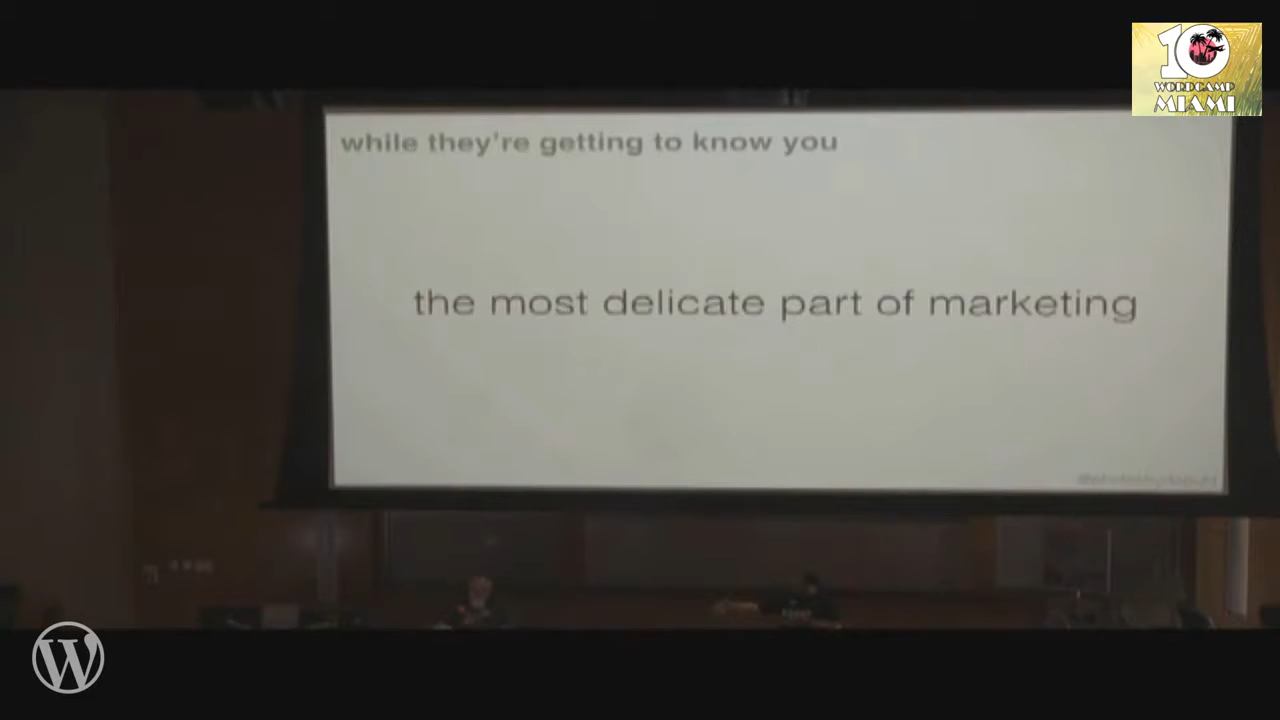 10
WORDCAMP
MIAMI
while they're getting to know you
the most delicate part of marketing